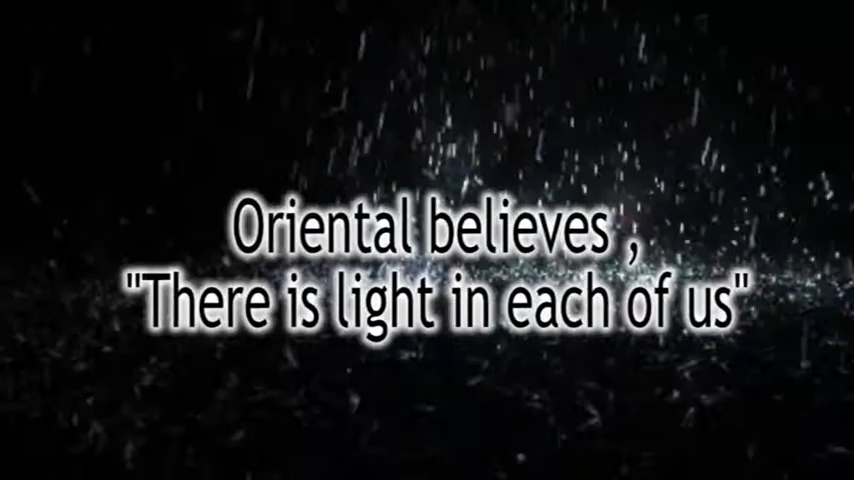 Oriental believes ,
"There is light in each of us"